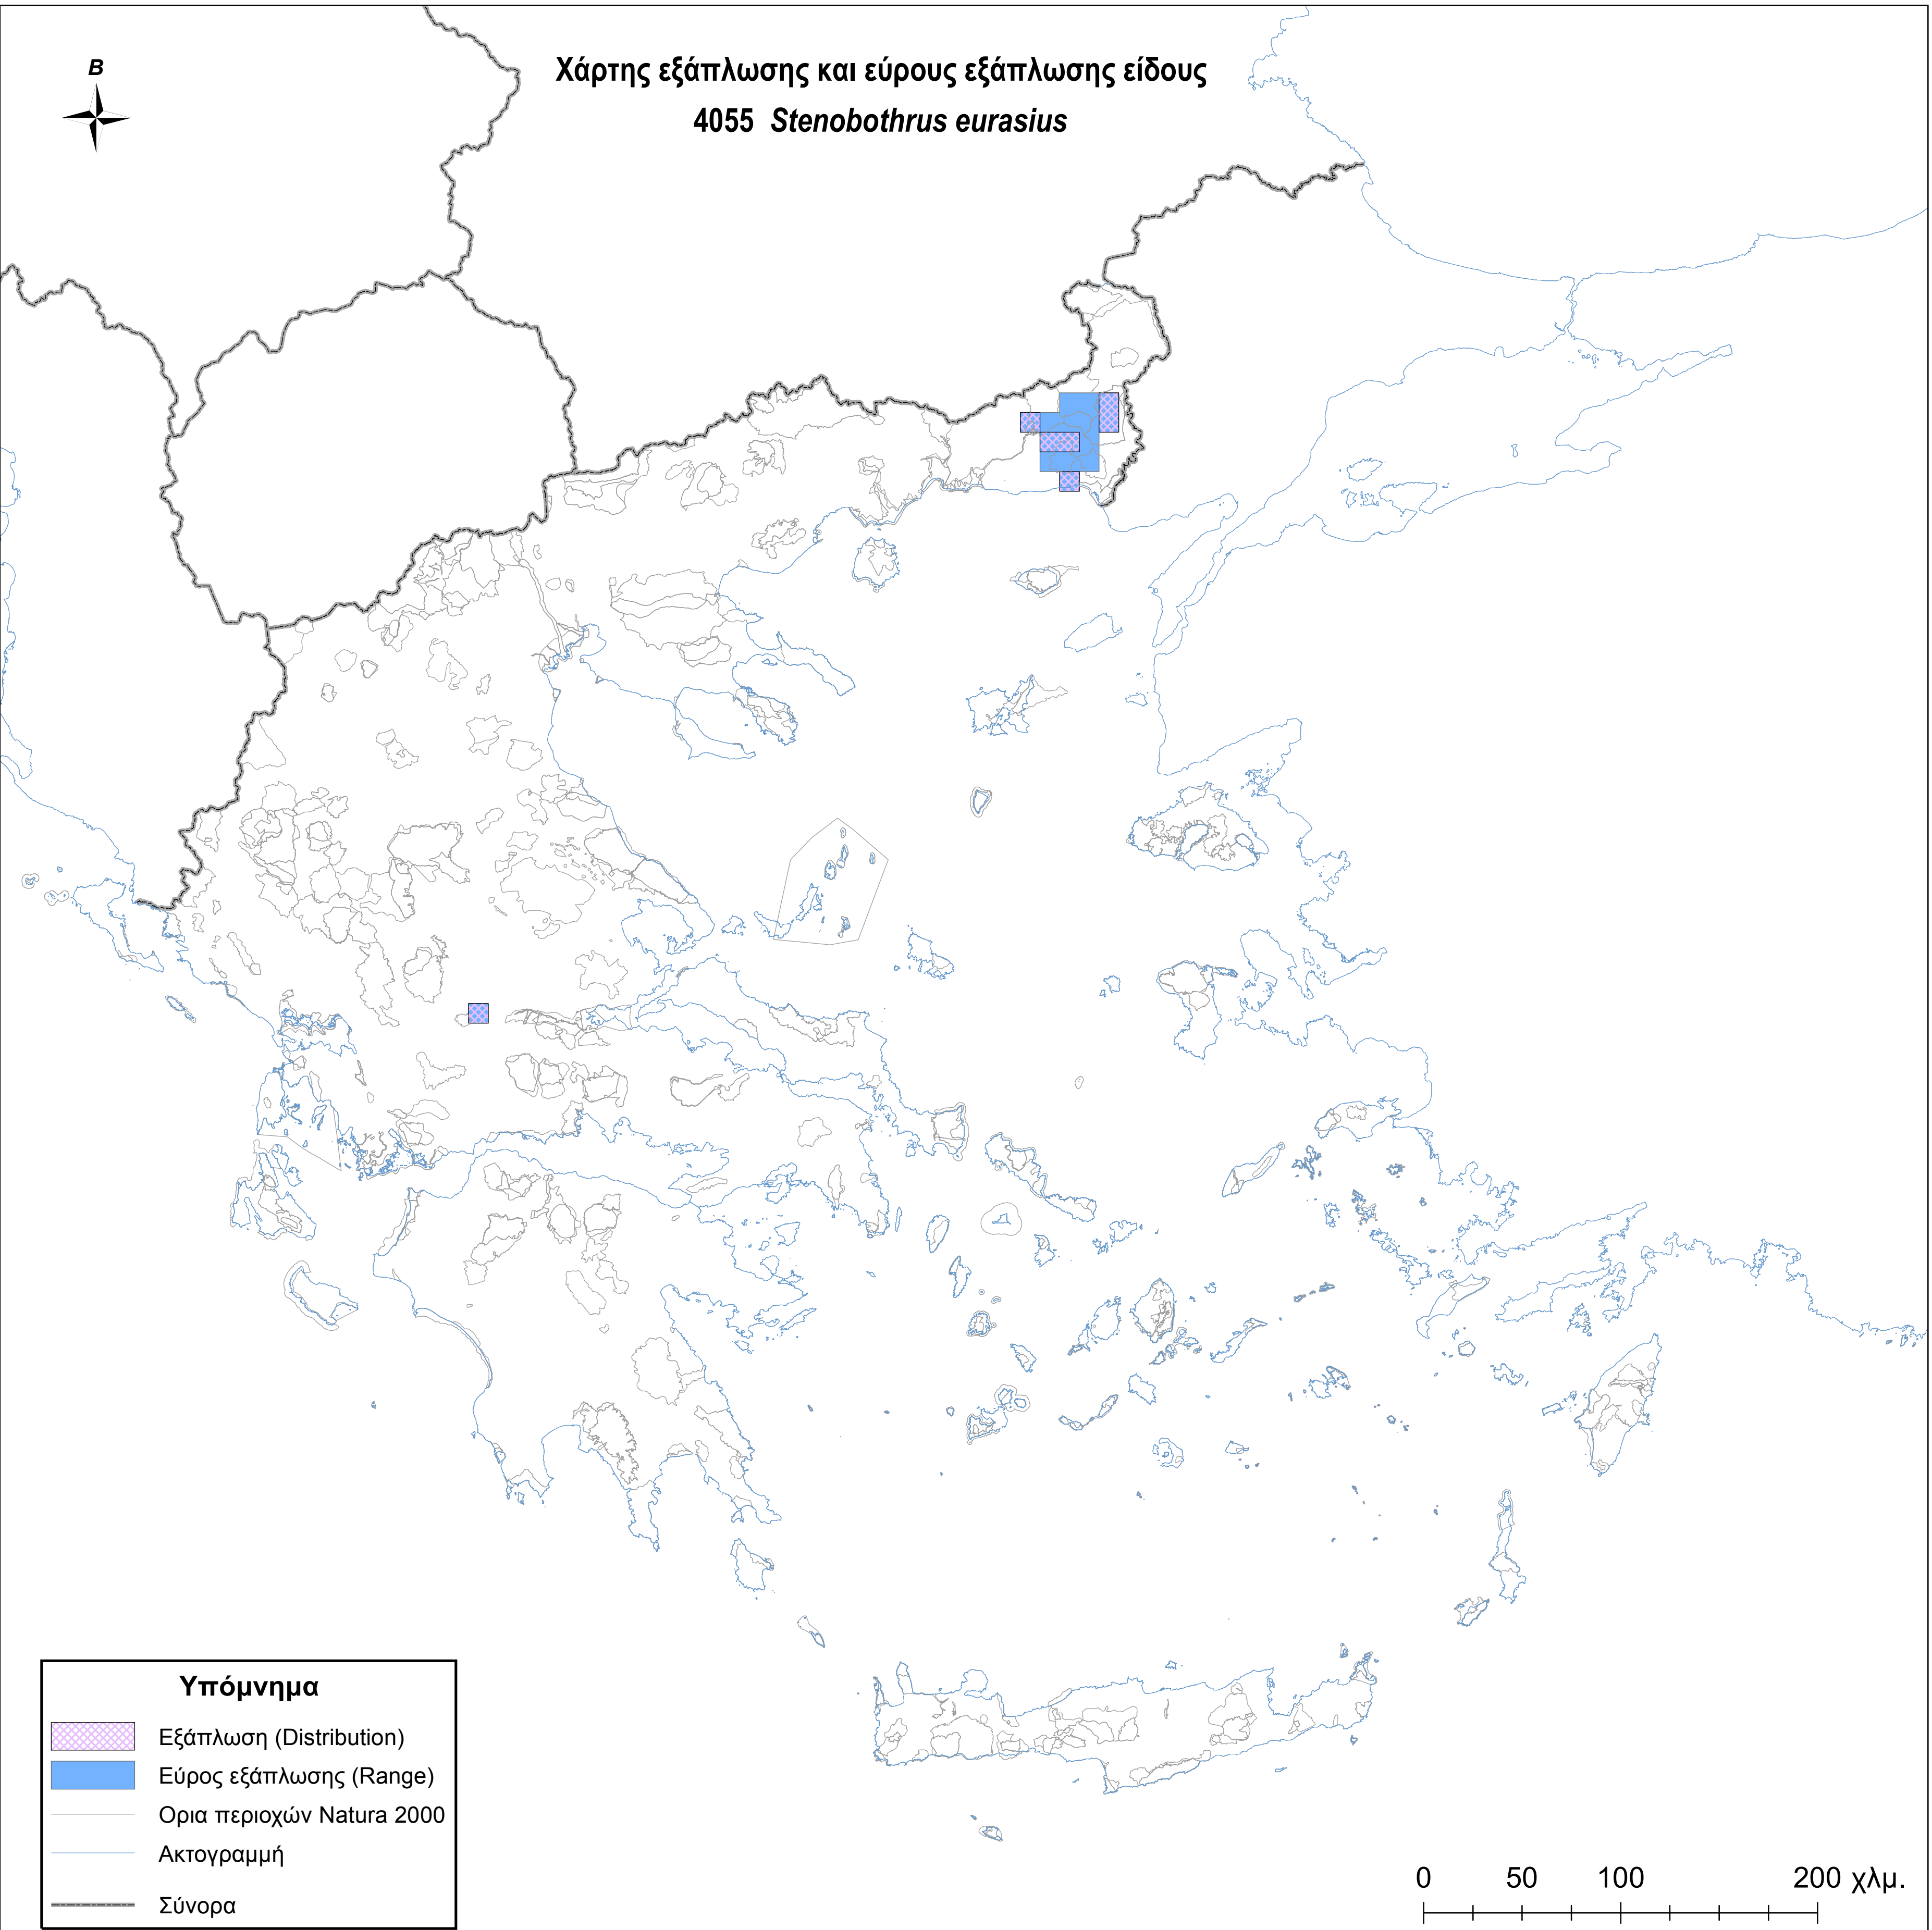 Χάρτης εξάπλωσης και εύρους εξάπλωσης είδους
4055 Stenobothrus eurasius
Β
Υπόμνημα
Εξάπλωση (Distribution)
Εύρος εξάπλωσης (Range)
Ορια περιοχών Natura 2000
Ακτογραμμή
Σύνορα
0 50 100 200 χλμ.